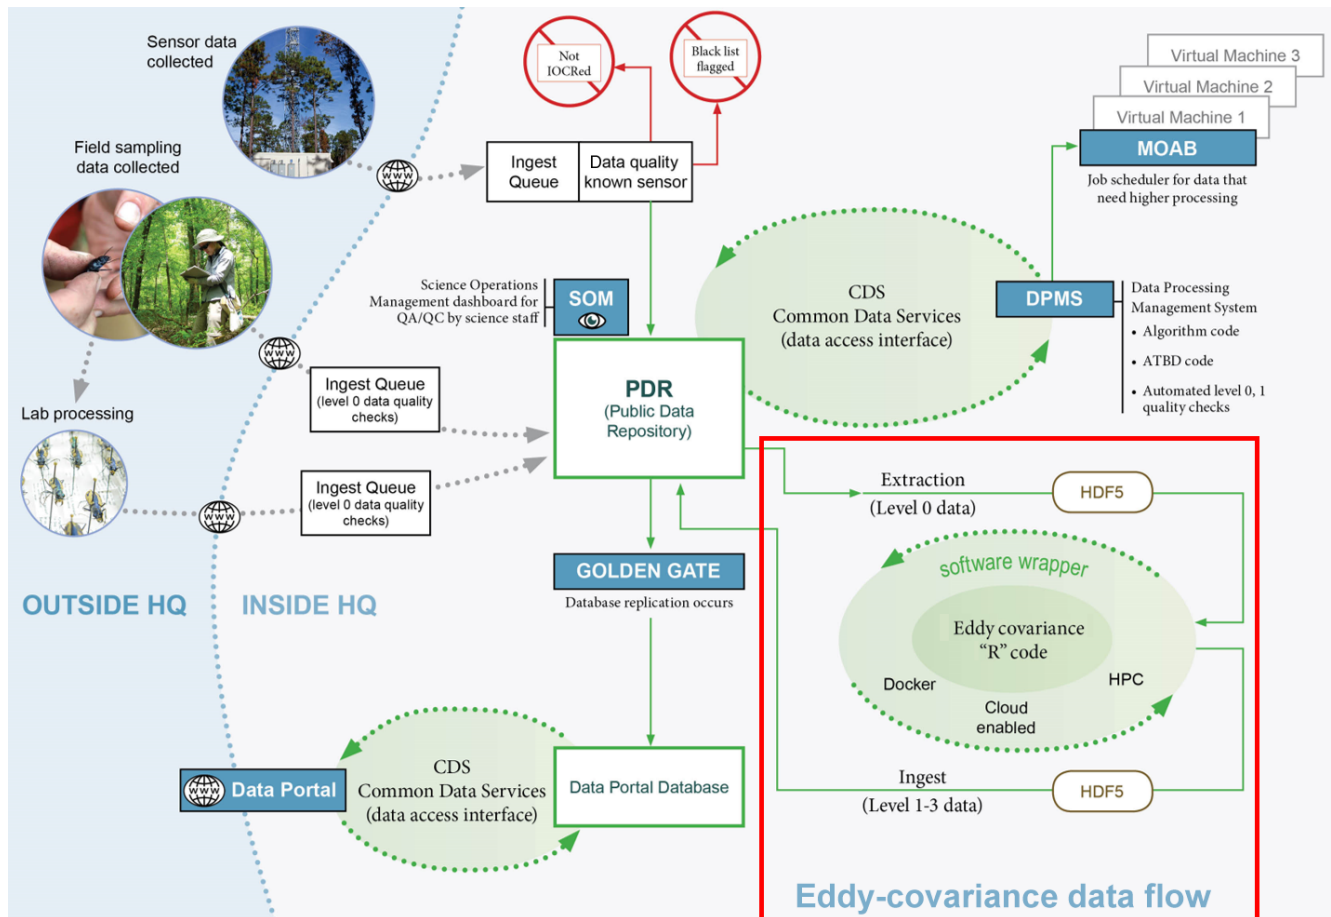 Sensor data
collected
Field sampling
data collected
Lab processing
OUTSIDE HQ
INSIDE HQ
WWW
WWW
WWW
Not
IOCRed
Black list
flagged
Ingest
Queue
Data quality
known sensor
Virtual Machine 3
Virtual Machine 2
Virtual Machine 1
MOAB
Job scheduler for data that
need higher processing
Science Operations
Management dashboard for
QA/QC by science staff
SOM
CDS
Common Data Services
(data access interface)
DPMS
Data Processing
Management System
• Algorithm code
• ATBD code
• Automated level 0, 1
quality checks
Ingest Queue
(level 0 data quality
checks)
Ingest Queue
(level 0 data quality
checks)
PDR
(Public Data
Repository)
Extraction
(Level 0 data)
HDF5
software wrapper
Eddy covariance
“R” code
Docker
Cloud
enabled
HPC
Ingest
(Level 1-3 data)
HDF5
Eddy-covariance data flow
GOLDEN GATE
Database replication occurs
WWW
Data Portal
CDS
Common Data Services
(data access interface)
Data Portal Database